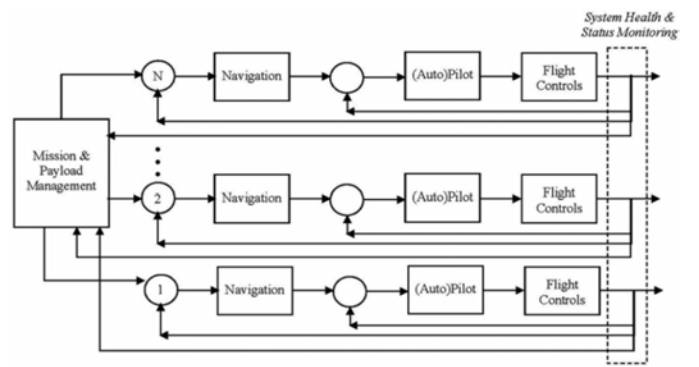 System Health &
Status Monitoring
N
Navigation
(Auto)Pilot
Flight
Controls
Mission &
Payload
Management
2
Navigation
(Auto)Pilot
Flight
Controls
1
Navigation
(Auto)Pilot
Flight
Controls